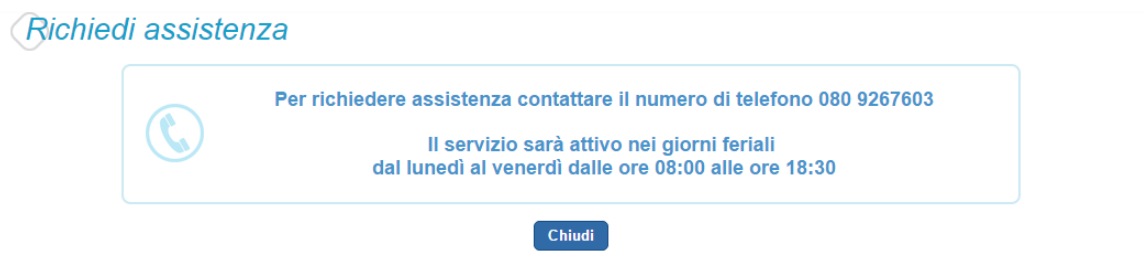 Richiedi assistenza
Per richiedere assistenza contattare il numero di telefono 080 9267603
Il servizio sarà attivo nei giorni feriali
dal lunedì al venerdì dalle ore 08:00 alle ore 18:30
Chiudi